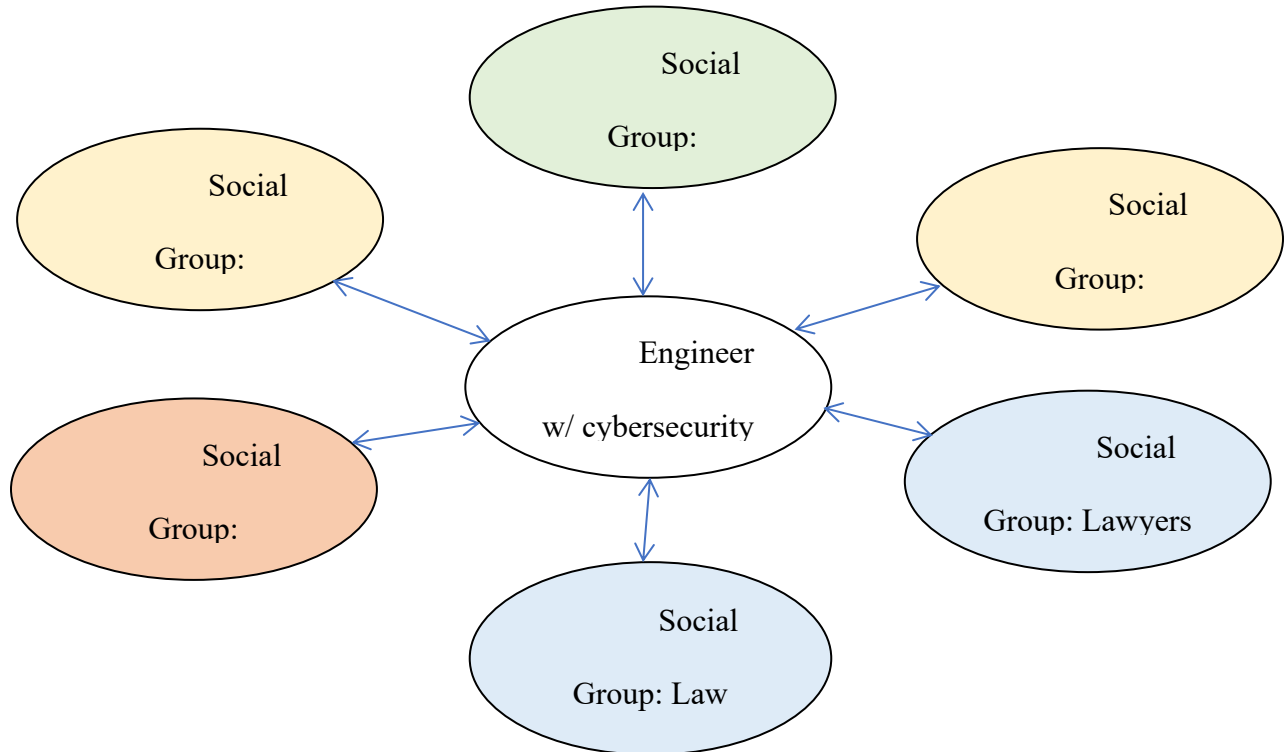 Social
Group:
Social
Group:
Social
Group:
Engineer
w/ cybersecurity
Social
Group:
Social
Group: Lawyers
Social
Group: Law